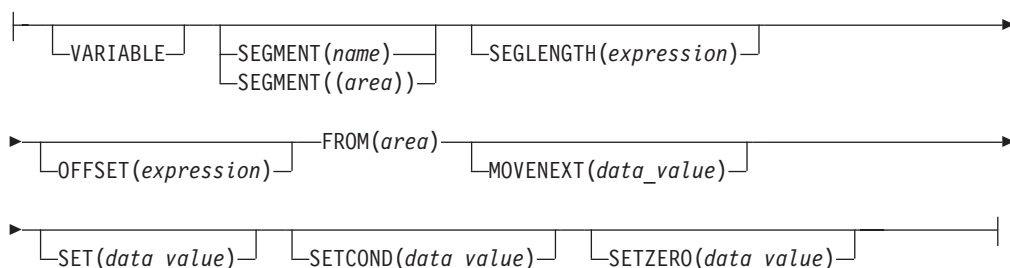 VARIABLE SEGMENT(name) SEGLENGTH(expression)
SEGMENT((area))
FROM(area)
OFFSET(expression) MOVENEXT(data_value)
SET(data value) SETCOND(data value) SETZERO(data value)